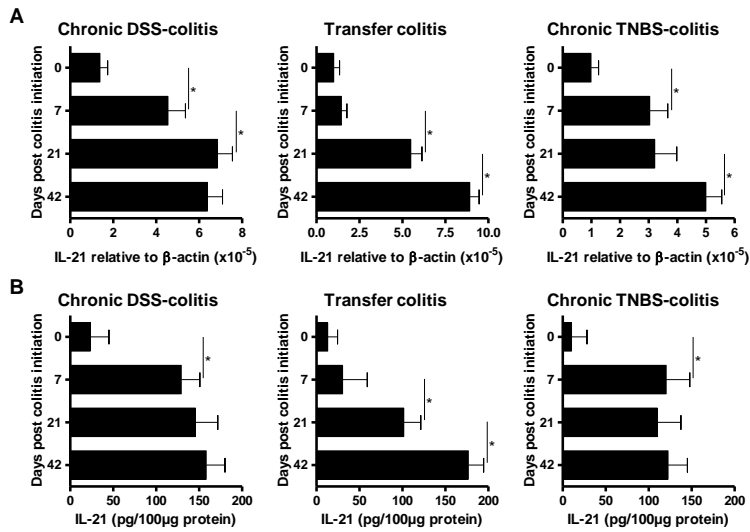 A
Chronic DSS-colitis
Days post colitis initiation
0
7
21
42
*
*
0 2 4 6 8
IL-21 relative to β-actin (x10⁻⁵)
Transfer colitis
0
7
21
42
*
*
0.0 2.5 5.0 7.5 10.0
IL-21 relative to β-actin (x10⁻⁵)
Chronic TNBS-colitis
Days post colitis initiation
0
7
21
42
*
*
0 1 2 3 4 5 6
IL-21 relative to β-actin (x10⁻⁵)
B
Chronic DSS-colitis
Days post colitis initiation
0
7
21
42
*
0 50 100 150 200
IL-21 (pg/100µg protein)
Transfer colitis
Days post colitis initiation
0
7
21
>42
*
*
0 50 100 150 200
IL-21 (pg/100µg protein)
Chronic TNBS-colitis
Days post colitis initiation
0
7
21
42
*
0 50 100 150 200
IL-21 (pg/100µg protein)